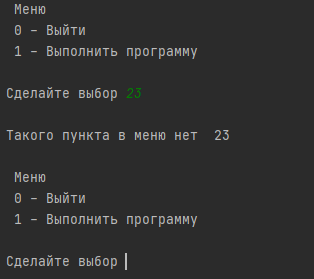 Меню
0 – Выйти
1 – Выполнить программу
Сделайте выбор 23
Такого пункта в меню нет  23
Меню
0 – Выйти
1 – Выполнить программу
Сделайте выбор